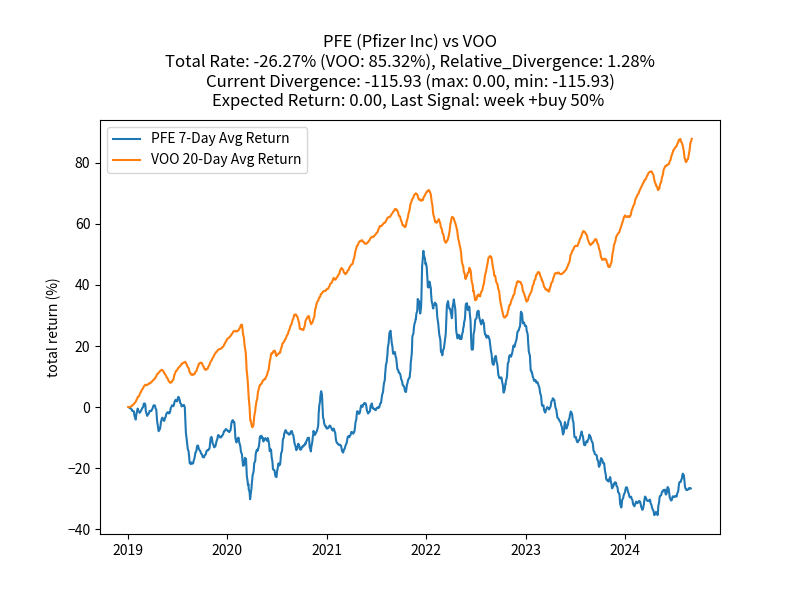 PFE (Pfizer Inc) vs VOO
Total Rate: -26.27% (VOO: 85.32%), Relative_Divergence: 1.28%
Current Divergence: -115.93 (max: 0.00, min: -115.93)
Expected Return: 0.00, Last Signal: week +buy 50%
PFE 7-Day Avg Return
VOO 20-Day Avg Return
total return (%)
80
60
40
20
0
−20
−40
2019
2020
2021
2022
2023
2024